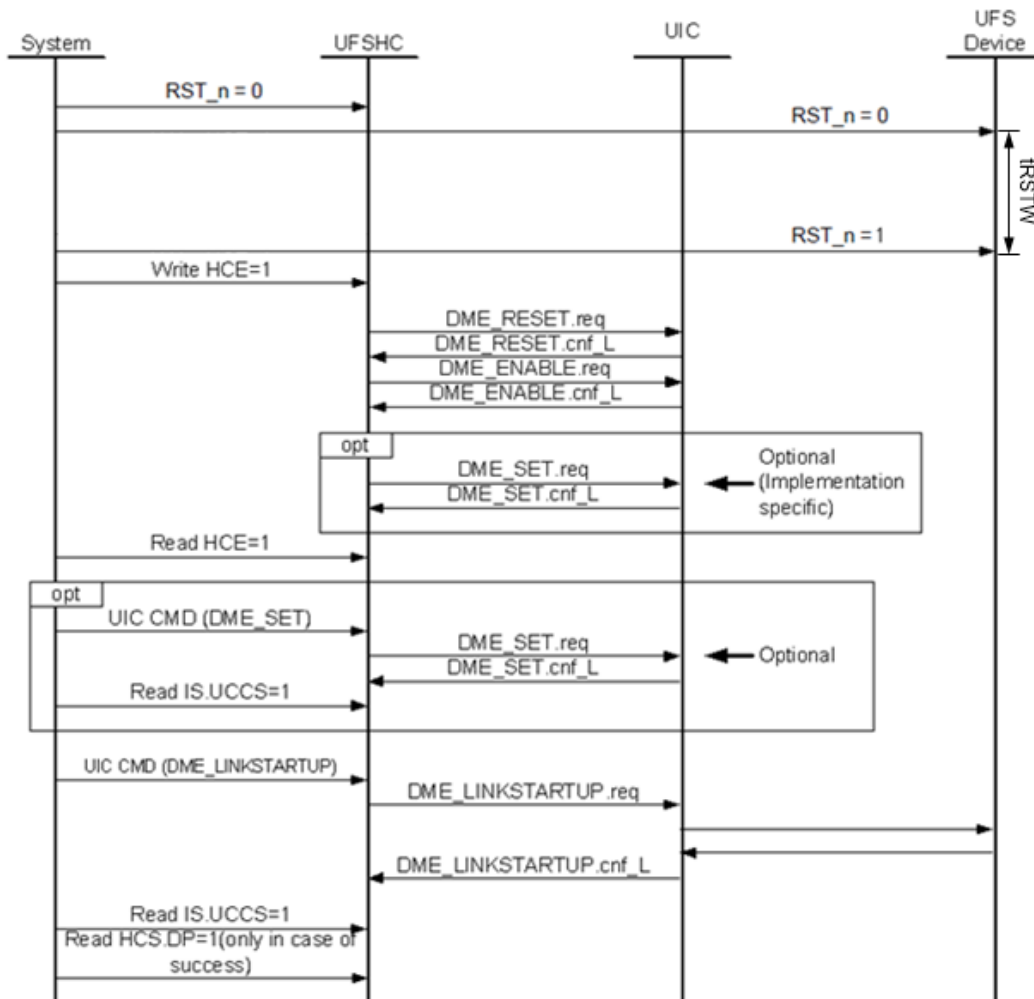 System
UFSHC
UIC
UFS
Device
RST_n = 0
RST_n = 0
tRSTW
RST_n = 1
Write HCE=1
DME_RESET.req
DME_RESET.cnf_L
DME_ENABLE.req
DME_ENABLE.cnf_L
opt
DME_SET.req
DME_SET.cnf_L
Optional
(Implementation
specific)
Read HCE=1
opt
UIC CMD (DME_SET)
DME_SET.req
DME_SET.cnf_L
Optional
Read IS.UCCS=1
UIC CMD (DME_LINKSTARTUP)
DME_LINKSTARTUP.req
DME_LINKSTARTUP.cnf_L
Read IS.UCCS=1
Read HCS.DP=1(only in case of
success)